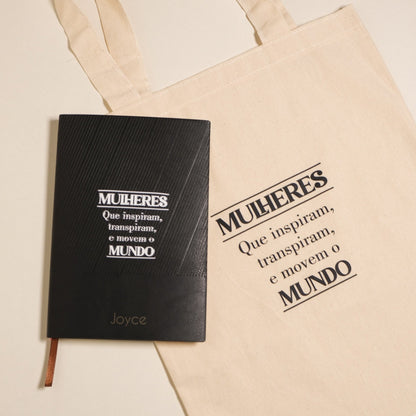 MULHERES
Que inspiram,
transpiram,
e movem o
MUNDO
Joyce
MULHERES
Que inspiram,
transpiram,
e movem o
MUNDO